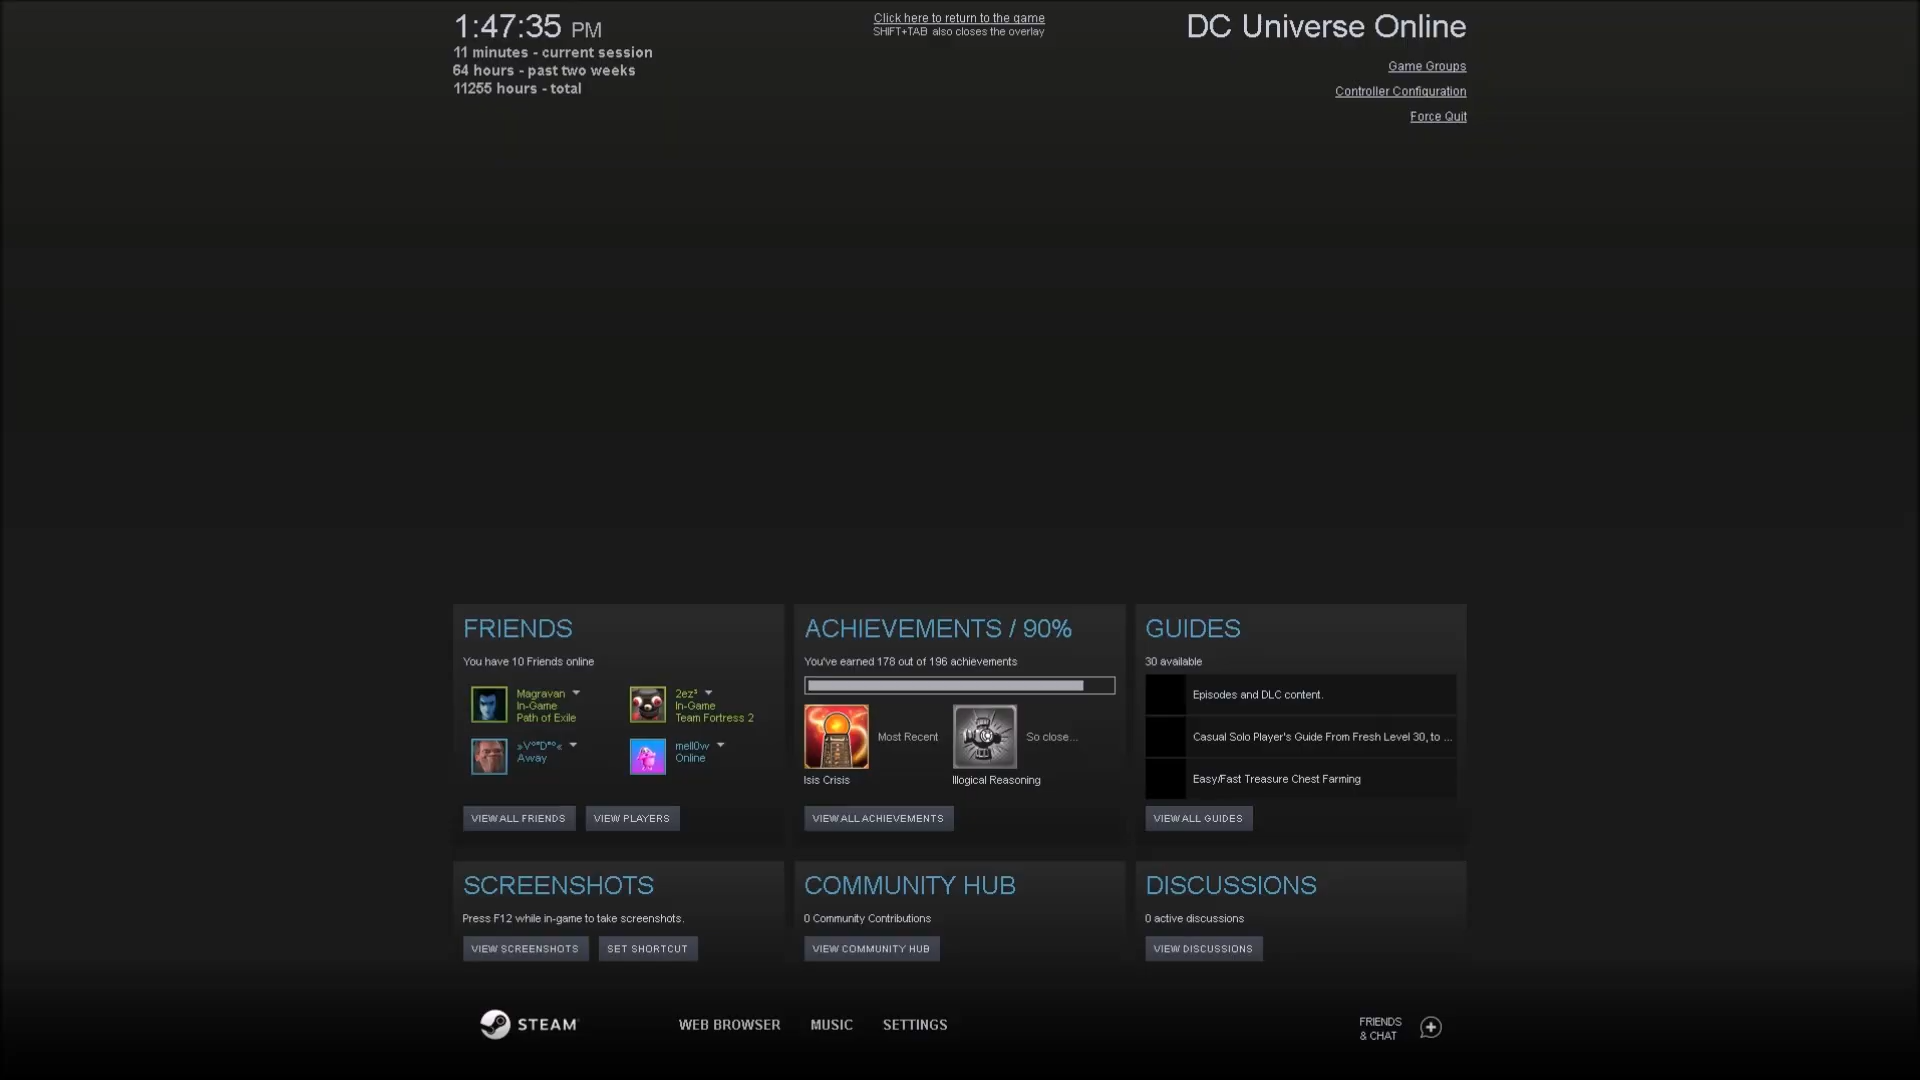 1:47:35 PM
11 minutes - current session
64 hours - past two weeks
11255 hours - total
Click here to return to the game
SHIFT+TAB also closes the overlay
DC Universe Online
Game Groups
Controller Configuration
Force Quit
FRIENDS
You have 10 Friends online
Magravan
In-Game
Path of Exile
2ez³
In-Game
Team Fortress 2
Away
mell0w
Online
VIEW ALL FRIENDS
VIEW PLAYERS
ACHIEVEMENTS / 90%
You've earned 178 out of 196 achievements
Most Recent
Isis Crisis
So close...
Illogical Reasoning
VIEW ALL ACHIEVEMENTS
GUIDES
30 available
Episodes and DLC content.
Casual Solo Player's Guide From Fresh Level 30, to ...
Easy/Fast Treasure Chest Farming
VIEW ALL GUIDES
SCREENSHOTS
Press F12 while in-game to take screenshots.
VIEW SCREENSHOTS
SET SHORTCUT
COMMUNITY HUB
0 Community Contributions
VIEW COMMUNITY HUB
DISCUSSIONS
0 active discussions
VIEW DISCUSSIONS
STEAM
WEB BROWSER
MUSIC
SETTINGS
FRIENDS
& CHAT